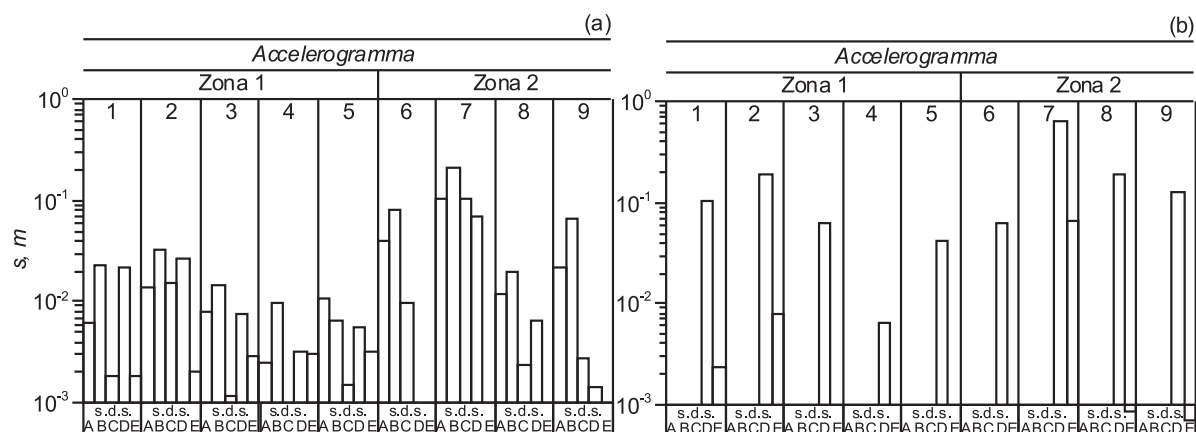 (a)
Accelerogramma
Zona 1 Zona 2
1 2 3 4 5 6 7 8 9
10^0
10^-1
10^-2
10^-3
s, m
s.d.s. s.d.s. s.d.s. s.d.s. s.d.s. s.d.s. s.d.s. s.d.s. s.d.s.
A B C D E A B C D E A B C D E A B C D E A B C D E A B C D E A B C D E A B C D E A B C D E
(b)
Accelerogramma
Zona 1 Zona 2
1 2 3 4 5 6 7 8 9
10^0
10^-1
10^-2
10^-3
s.d.s. s.d.s. s.d.s. s.d.s. s.d.s. s.d.s. s.d.s. s.d.s. s.d.s.
A B C D E A B C D E A B C D E A B C D E A B C D E A B C D E A B C D E A B C D E A B C D E